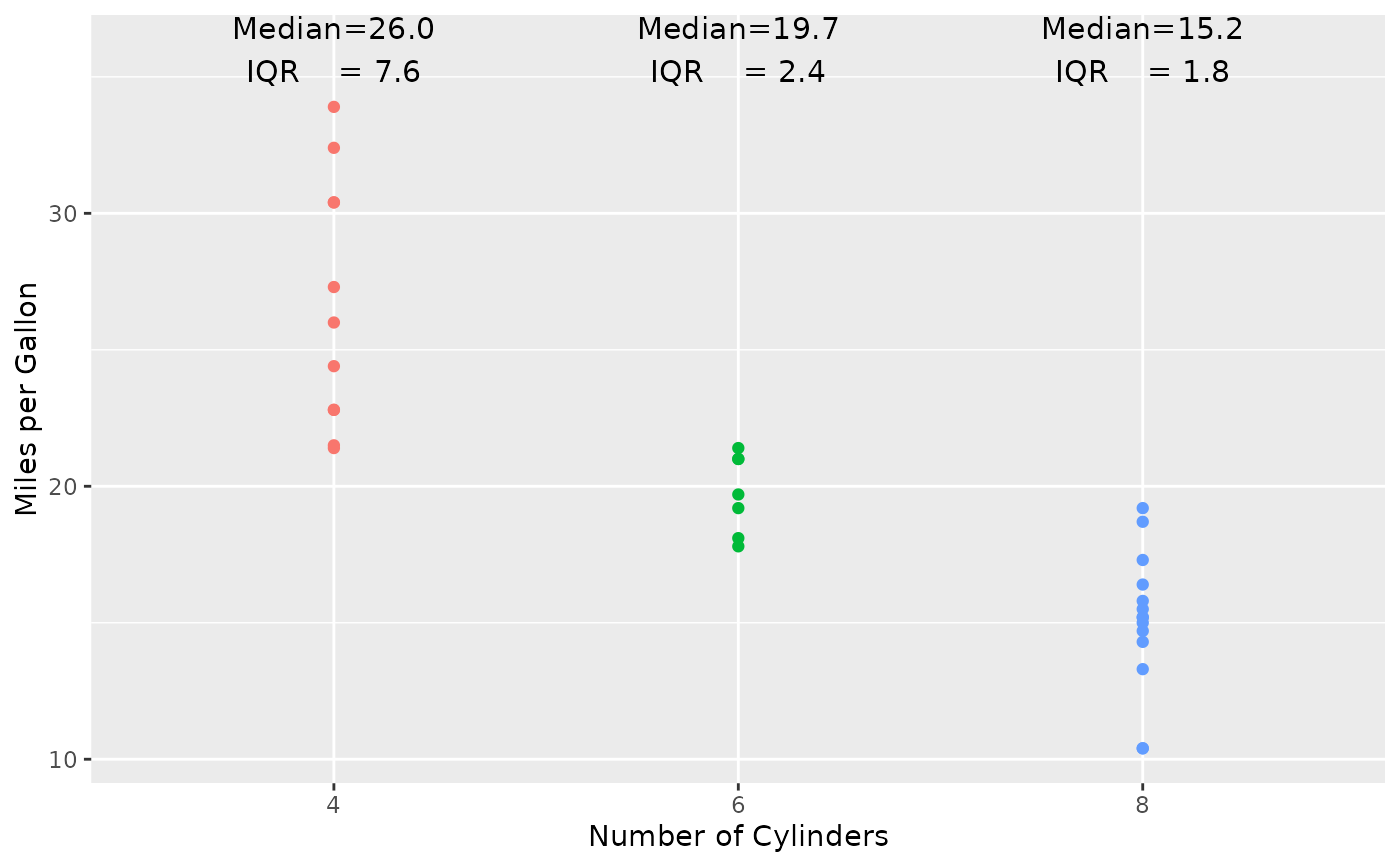 Median=26.0 Median=19.7 Median=15.2
IQR = 7.6 IQR = 2.4 IQR = 1.8
30
20
10
Miles per Gallon
4 6 8
Number of Cylinders